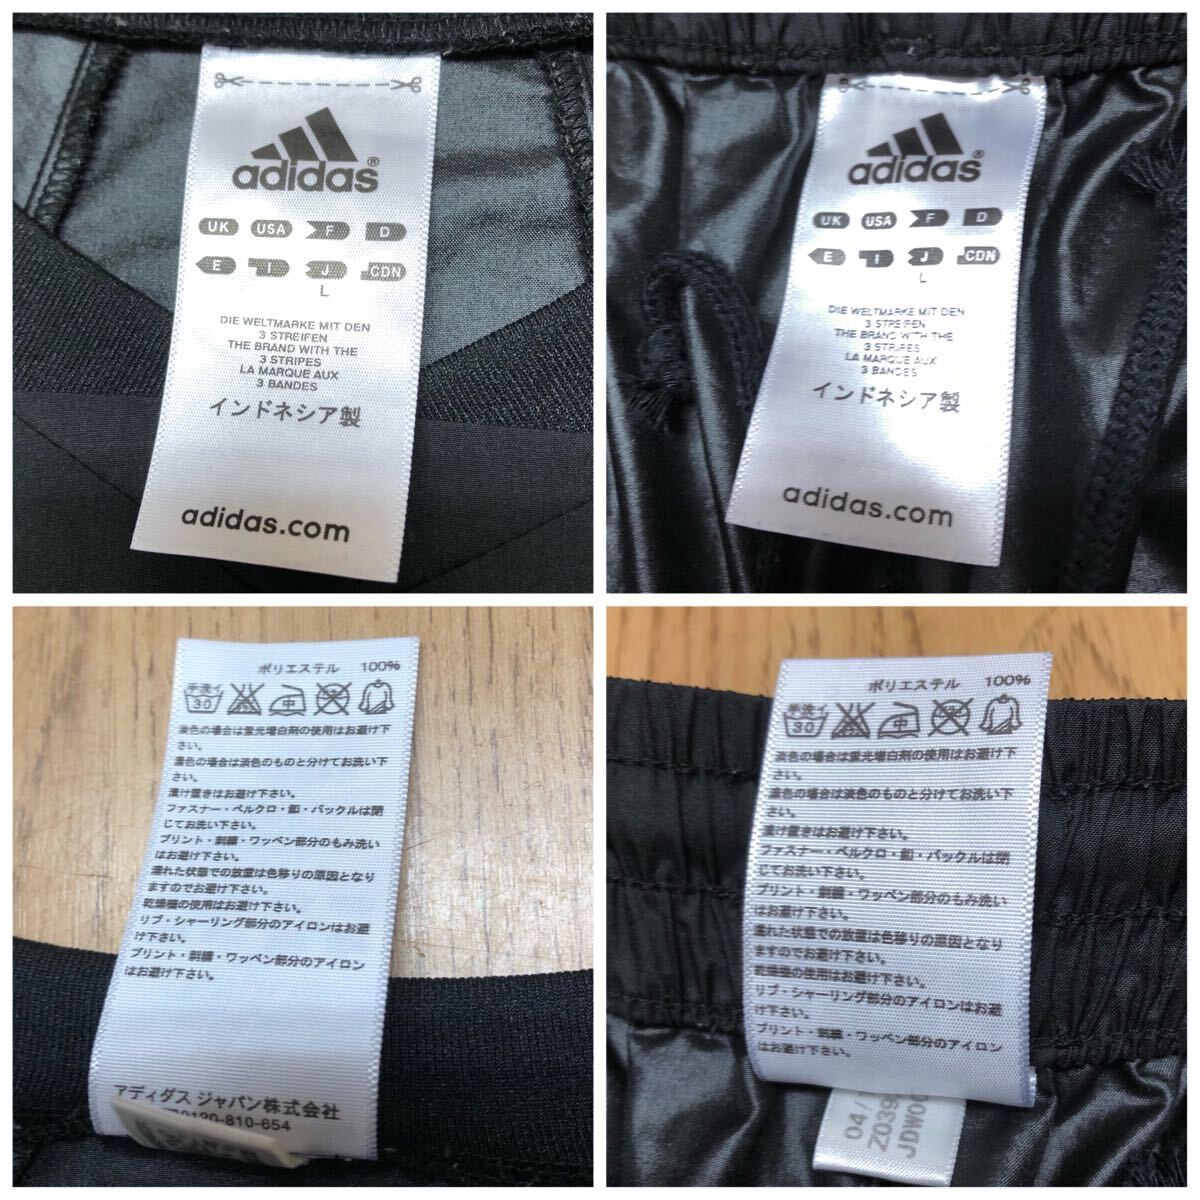 adidas®
UK USA F D
E I J CDN
L
DIE WELTMARKE MIT DEN
3 STREIFEN
THE BRAND WITH THE
3 STRIPES
LA MARQUE AUX
3 BANDES
インドネシア製
adidas.com
adidas®
UK USA F D
E I J CDN
L
DIE WELTMARKE MIT DEN
3 STREIFEN
THE BRAND WITH THE
3 STRIPES
LA MARQUE AUX
3 BANDES
インドネシア製
adidas.com
ポリエステル 100%
手洗イ
30 中
淡色の場合は蛍光増白剤の使用はお避け下
さい。
濃色の場合は淡色のものと分けてお洗い下
さい。
漬け置きはお避け下さい。
ファスナー・ベルクロ・釦・バックルは閉
じてお洗い下さい。
プリント・刺繍・ワッペン部分のもみ洗い
はお避け下さい。
濡れた状態での放置は色移りの原因となり
ますのでお避け下さい。
乾燥機の使用はお避け下さい。
リブ・シャーリング部分のアイロンはお避
け下さい。
プリント・刺繍・ワッペン部分のアイロン
はお避け下さい。
アディダス ジャパン株式会社
0120-810-654
ポリエステル 100%
手洗イ
30 中
淡色の場合は蛍光増白剤の使用はお避け下
さい。
濃色の場合は淡色のものと分けてお洗い下
さい。
漬け置きはお避け下さい。
ファスナー・ベルクロ・釦・バックルは閉
じてお洗い下さい。
プリント・刺繍・ワッペン部分のもみ洗い
はお避け下さい。
濡れた状態での放置は色移りの原因となり
ますのでお避け下さい。
乾燥機の使用はお避け下さい。
リブ・シャーリング部分のアイロンはお避
け下さい。
プリント・刺繍・ワッペン部分のアイロン
はお避け下さい。
04/
Z039
JDW00